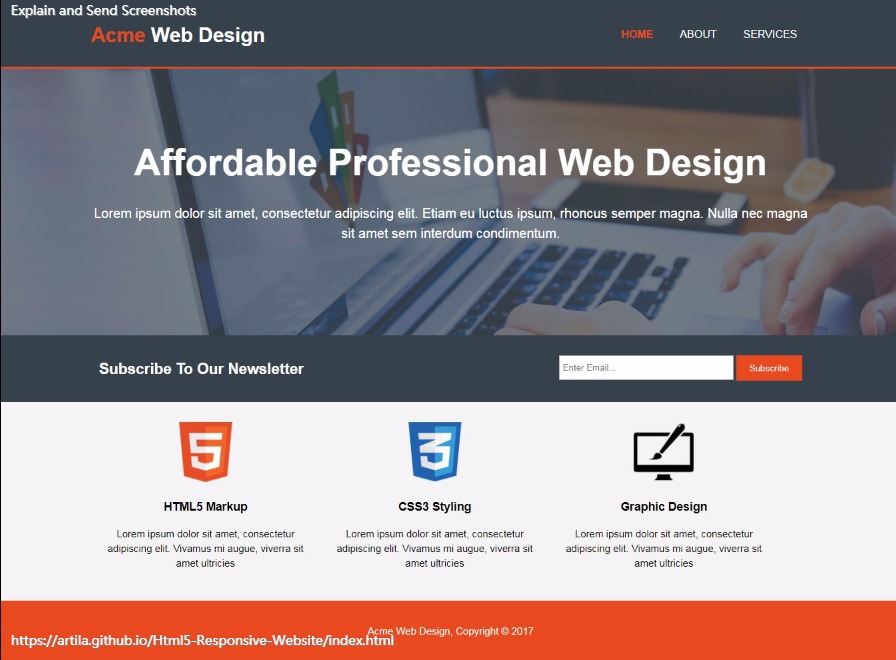 Explain and Send Screenshots
Acme Web Design
HOME ABOUT SERVICES
Affordable Professional Web Design
Lorem ipsum dolor sit amet, consectetur adipiscing elit. Etiam eu luctus ipsum, rhoncus semper magna. Nulla nec magna
sit amet sem interdum condimentum.
Subscribe To Our Newsletter
Enter Email...
Subscribe
5
3
HTML5 Markup
Lorem ipsum dolor sit amet, consectetur
adipiscing elit. Vivamus mi augue, viverra sit
amet ultricies
CSS3 Styling
Lorem ipsum dolor sit amet, consectetur
adipiscing elit. Vivamus mi augue, viverra sit
amet ultricies
Graphic Design
Lorem ipsum dolor sit amet, consectetur
adipiscing elit. Vivamus mi augue, viverra sit
amet ultricies
Acme Web Design, Copyright © 2017
https://artila.github.io/Html5-Responsive-Website/index.html